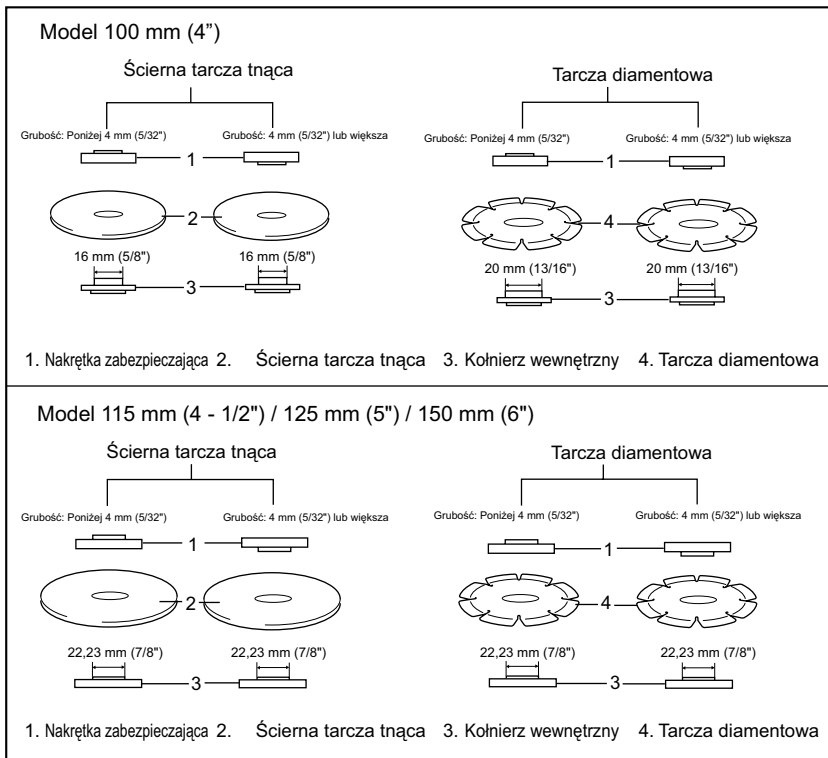 Model 100 mm (4”)
Ścierna tarcza tnąca
Tarcza diamentowa
Grubość: Poniżej 4 mm (5/32")
Grubość: 4 mm (5/32") lub większa
Grubość: Poniżej 4 mm (5/32")
Grubość: 4 mm (5/32") lub większa
1
1
2
4
16 mm (5/8")
16 mm (5/8")
20 mm (13/16")
20 mm (13/16")
3
3
1. Nakrętka zabezpieczająca 2. Ścierna tarcza tnąca 3. Kołnierz wewnętrzny 4. Tarcza diamentowa
Model 115 mm (4 - 1/2") / 125 mm (5") / 150 mm (6")
Ścierna tarcza tnąca
Tarcza diamentowa
Grubość: Poniżej 4 mm (5/32")
Grubość: 4 mm (5/32") lub większa
Grubość: Poniżej 4 mm (5/32")
Grubość: 4 mm (5/32") lub większa
1
1
2
4
22,23 mm (7/8")
22,23 mm (7/8")
22,23 mm (7/8")
22,23 mm (7/8")
3
3
1. Nakrętka zabezpieczająca 2. Ścierna tarcza tnąca 3. Kołnierz wewnętrzny 4. Tarcza diamentowa